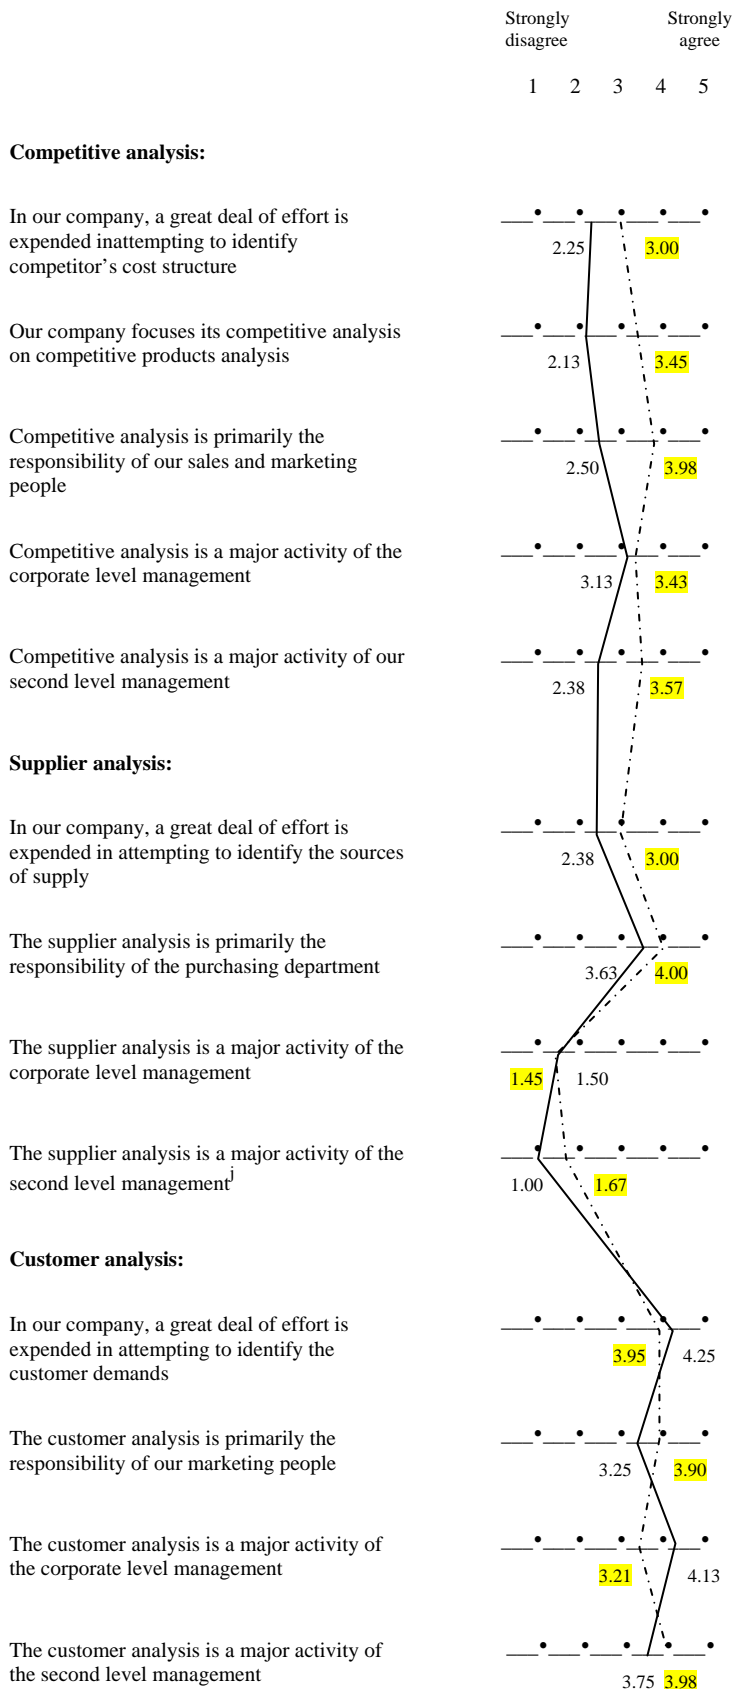 Strongly Strongly
disagree agree
1 2 3 4 5
Competitive analysis:
In our company, a great deal of effort is
expended inattempting to identify
competitor’s cost structure
2.25 3.00
Our company focuses its competitive analysis
on competitive products analysis
2.13 3.45
Competitive analysis is primarily the
responsibility of our sales and marketing
people
2.50 3.98
Competitive analysis is a major activity of the
corporate level management
3.13 3.43
Competitive analysis is a major activity of our
second level management
2.38 3.57
Supplier analysis:
In our company, a great deal of effort is
expended in attempting to identify the sources
of supply
2.38 3.00
The supplier analysis is primarily the
responsibility of the purchasing department
3.63 4.00
The supplier analysis is a major activity of the
corporate level management
1.45 1.50
The supplier analysis is a major activity of the
second level managementj
1.00 1.67
Customer analysis:
In our company, a great deal of effort is
expended in attempting to identify the
customer demands
3.95 4.25
The customer analysis is primarily the
responsibility of our marketing people
3.25 3.90
The customer analysis is a major activity of
the corporate level management
3.21 4.13
The customer analysis is a major activity of
the second level management
3.75 3.98